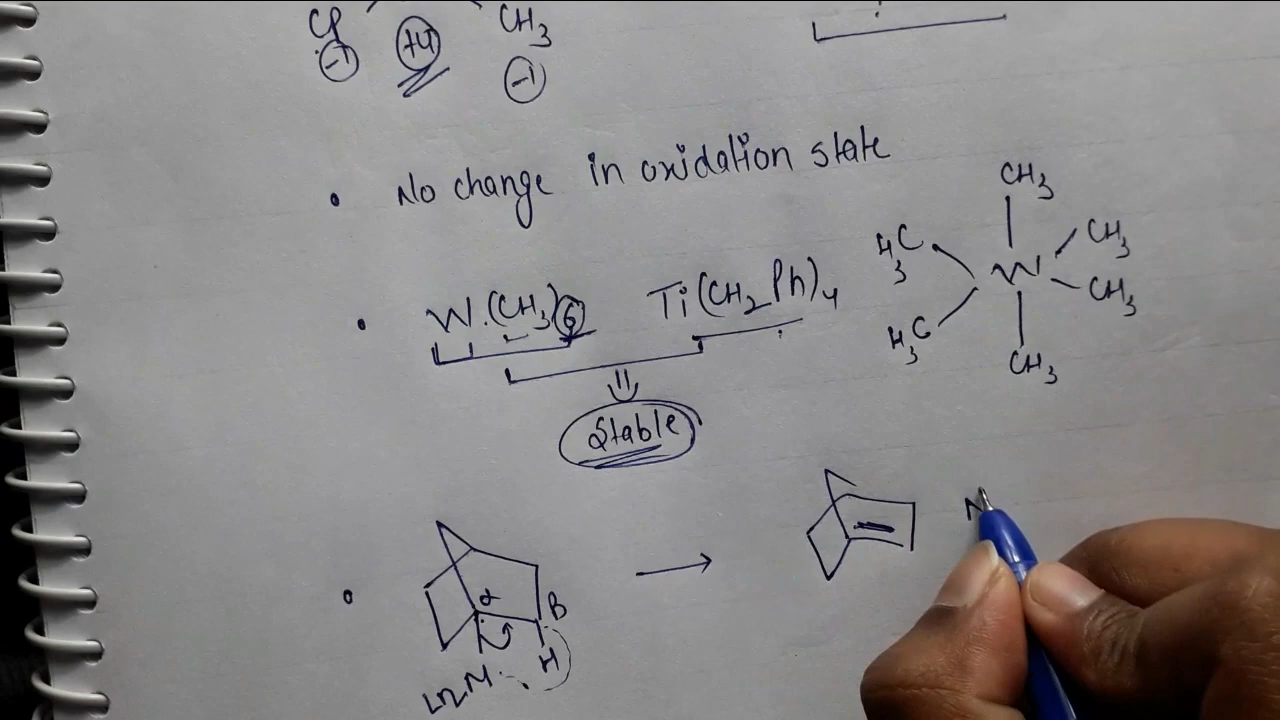 Cl +4 CH3
-1 -1
• No change in oxidation state
• W.(CH3)6 Ti(CH2Ph)4
Stable
CH3
H3C CH3
W
CH3
H3C
CH3
• α B
H
LnM
N